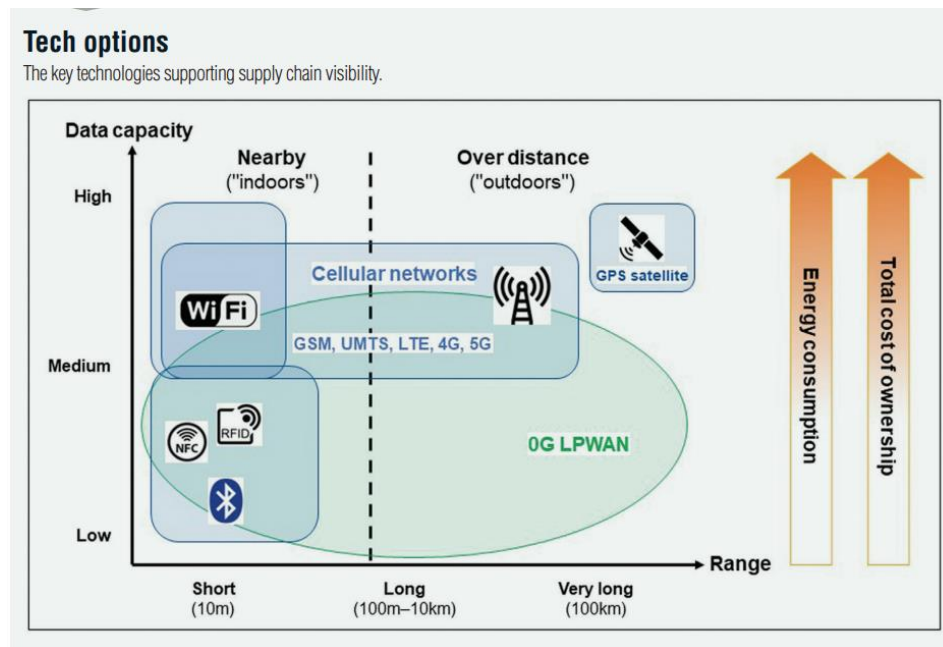 Tech options
The key technologies supporting supply chain visibility.
Data capacity
High
Medium
Low
Nearby
("indoors")
Over distance
("outdoors")
Cellular networks
GPS satellite
WiFi
GSM, UMTS, LTE, 4G, 5G
NFC
RFID
0G LPWAN
Range
Short
(10m)
Long
(100m–10km)
Very long
(100km)
Energy consumption
Total cost of ownership